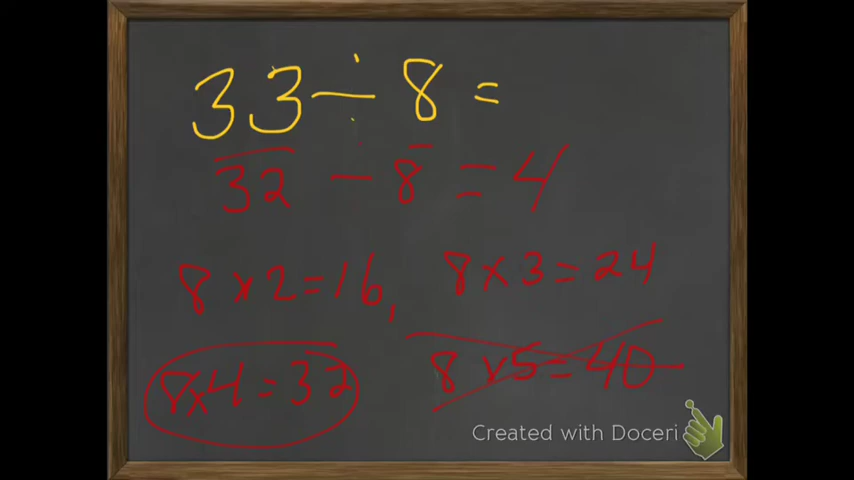 33 ÷ 8 =
32 ÷ 8 = 4
8 x 2 = 16, 8 x 3 = 24
8x4 = 32 8 x 5 = 40
Created with Doceri